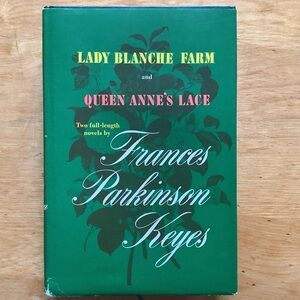 LADY BLANCHE FARM
and
QUEEN ANNE'S LACE
Two full-length
novels by
Frances
Parkinson
Keyes